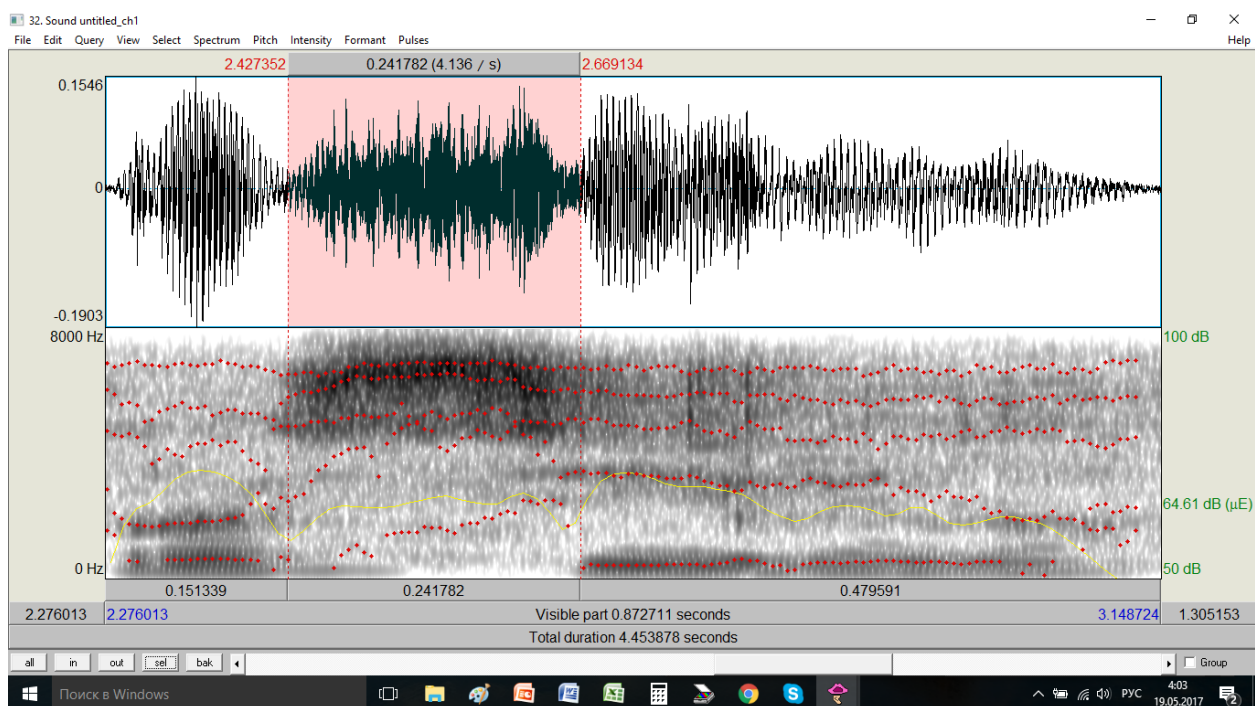 32. Sound untitled_ch1
File Edit Query View Select Spectrum Pitch Intensity Formant Pulses Help
2.427352 0.241782 (4.136 / s) 2.669134
0.1546
0
-0.1903
8000 Hz 100 dB
64.61 dB (µE)
0 Hz 50 dB
0.151339 0.241782 0.479591
2.276013 2.276013 Visible part 0.872711 seconds 3.148724 1.305153
Total duration 4.453878 seconds
all in out sel bak Group
Поиск в Windows РУС 4:03
19.05.2017 2